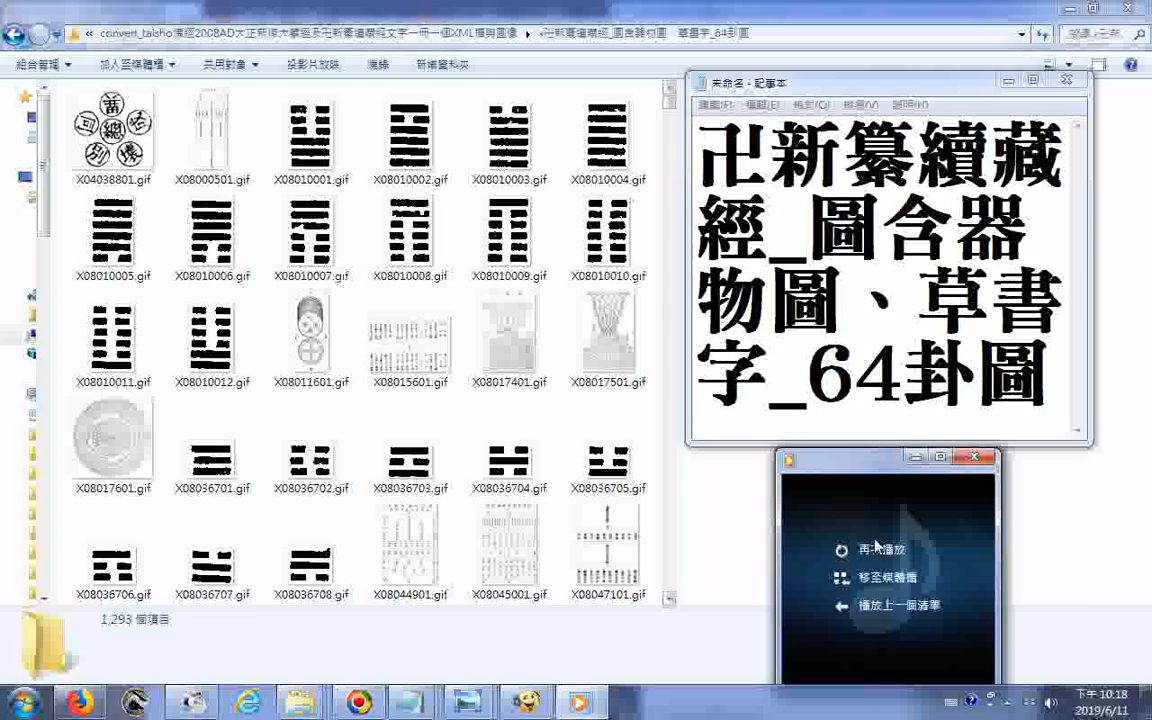 組合管理
加入至媒體櫃
共用對象
投影片放映
燒錄
新增資料夾
X04038801.gif
X08000501.gif
X08010001.gif
X08010002.gif
X08010003.gif
X08010004.gif
X08010005.gif
X08010006.gif
X08010007.gif
X08010008.gif
X08010009.gif
X08010010.gif
X08010011.gif
X08010012.gif
X08011601.gif
X08015601.gif
X08017401.gif
X08017501.gif
X08017601.gif
X08036701.gif
X08036702.gif
X08036703.gif
X08036704.gif
X08036705.gif
X08036706.gif
X08036707.gif
X08036708.gif
X08044901.gif
X08045001.gif
X08047101.gif
1,293 個項目
未命名 - 記事本
卍新纂續藏
經_圖含器
物圖、草書
字_64卦圖
再次播放
移至媒體櫃
播放上一個清單
下午 10:18
2019/6/11